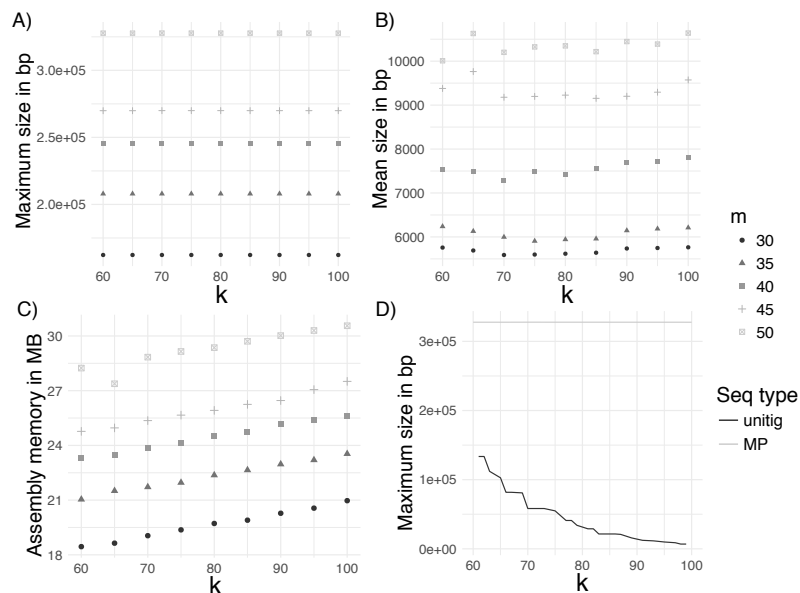 A)
Maximum size in bp
3.0e+05
2.5e+05
2.0e+05
60 70 80 90 100
k
B)
Mean size in bp
10000
9000
8000
7000
6000
60 70 80 90 100
k
m
30
35
40
45
50
C)
Assembly memory in MB
30
27
24
21
18
60 70 80 90 100
k
D)
Maximum size in bp
3e+05
2e+05
1e+05
0e+00
60 70 80 90 100
k
Seq type
unitig
MP